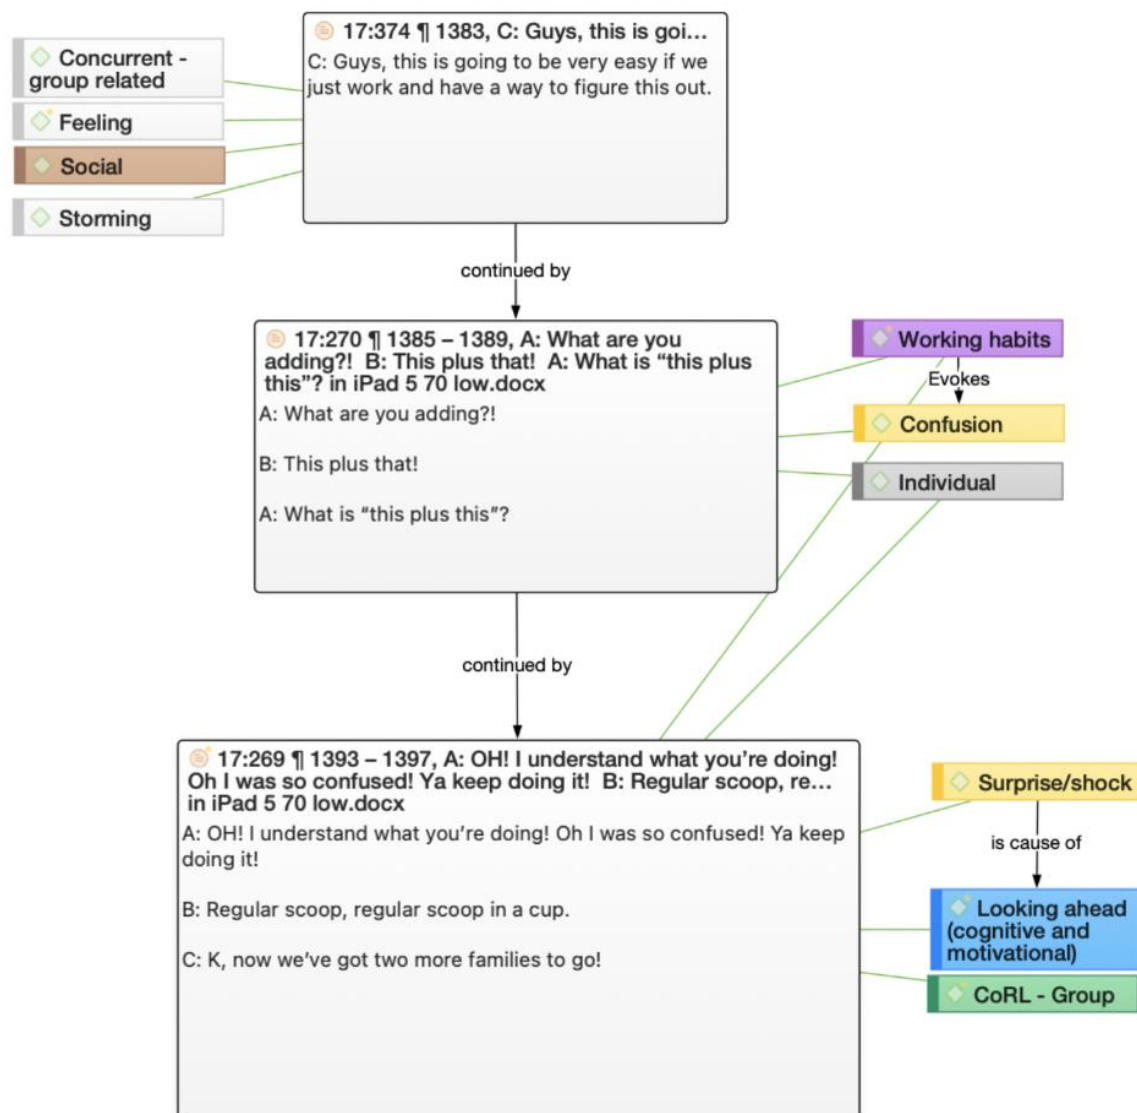 17:374 ¶ 1383, C: Guys, this is goi...
C: Guys, this is going to be very easy if we
just work and have a way to figure this out.
Concurrent -
group related
Feeling
Social
Storming
continued by
17:270 ¶ 1385 – 1389, A: What are you
adding?!  B: This plus that!  A: What is “this plus
this”? in iPad 5 70 low.docx
A: What are you adding?!
B: This plus that!
A: What is “this plus this”?
Working habits
Evokes
Confusion
Individual
continued by
17:269 ¶ 1393 – 1397, A: OH! I understand what you’re doing!
Oh I was so confused! Ya keep doing it!  B: Regular scoop, re...
in iPad 5 70 low.docx
A: OH! I understand what you’re doing! Oh I was so confused! Ya keep
doing it!
B: Regular scoop, regular scoop in a cup.
C: K, now we’ve got two more families to go!
Surprise/shock
is cause of
Looking ahead
(cognitive and
motivational)
CoRL - Group